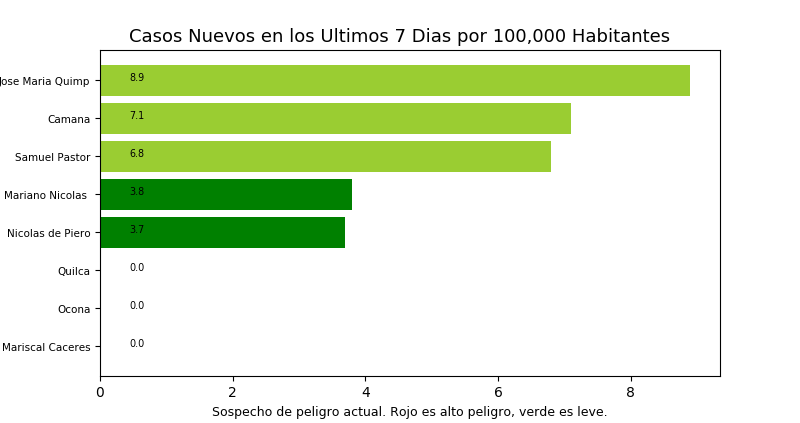 Casos Nuevos en los Ultimos 7 Dias por 100,000 Habitantes
Jose Maria Quimp 8.9
Camana 7.1
Samuel Pastor 6.8
Mariano Nicolas 3.8
Nicolas de Piero 3.7
Quilca 0.0
Ocona 0.0
Mariscal Caceres 0.0
0 2 4 6 8
Sospecho de peligro actual. Rojo es alto peligro, verde es leve.